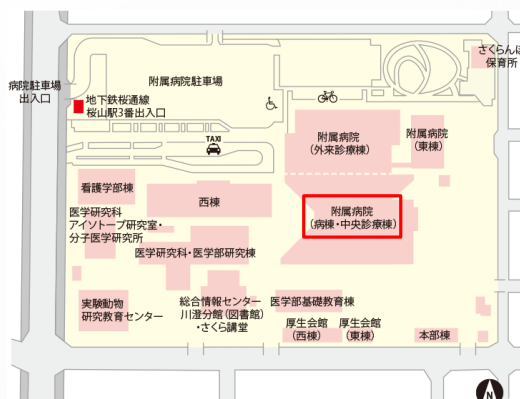 さくらんぼ
保育所
病院駐車場
出入口
附属病院駐車場
地下鉄桜通線
桜山駅3番出入口
TAXI
附属病院
(外来診療棟)
附属病院
(東棟)
看護学部棟
西棟
附属病院
(病棟・中央診療棟)
医学研究科
アイソトープ研究室・
分子医学研究所
医学研究科・医学部研究棟
実験動物
研究教育センター
総合情報センター
川澄分館(図書館)
・さくら講堂
医学部基礎教育棟
厚生会館
(西棟)
厚生会館
(東棟)
本部棟
N